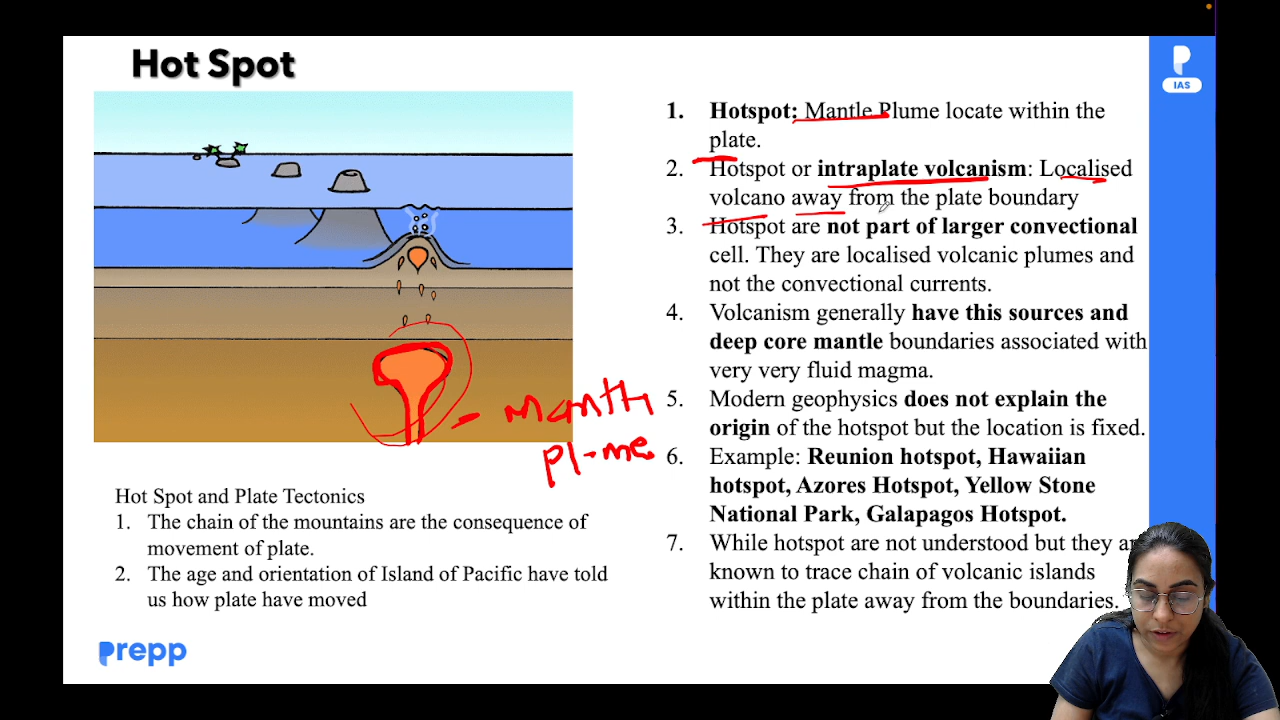 Hot Spot
IAS
1. Hotspot: Mantle Plume locate within the
plate.
2. Hotspot or intraplate volcanism: Localised
volcano away from the plate boundary
3. Hotspot are not part of larger convectional
cell. They are localised volcanic plumes and
not the convectional currents.
4. Volcanism generally have this sources and
deep core mantle boundaries associated with
very very fluid magma.
5. Modern geophysics does not explain the
origin of the hotspot but the location is fixed.
6. Example: Reunion hotspot, Hawaiian
hotspot, Azores Hotspot, Yellow Stone
National Park, Galapagos Hotspot.
7. While hotspot are not understood but they
known to trace chain of volcanic islands
within the plate away from the boundaries.
Hot Spot and Plate Tectonics
1. The chain of the mountains are the consequence of
movement of plate.
2. The age and orientation of Island of Pacific have told
us how plate have moved
prepp